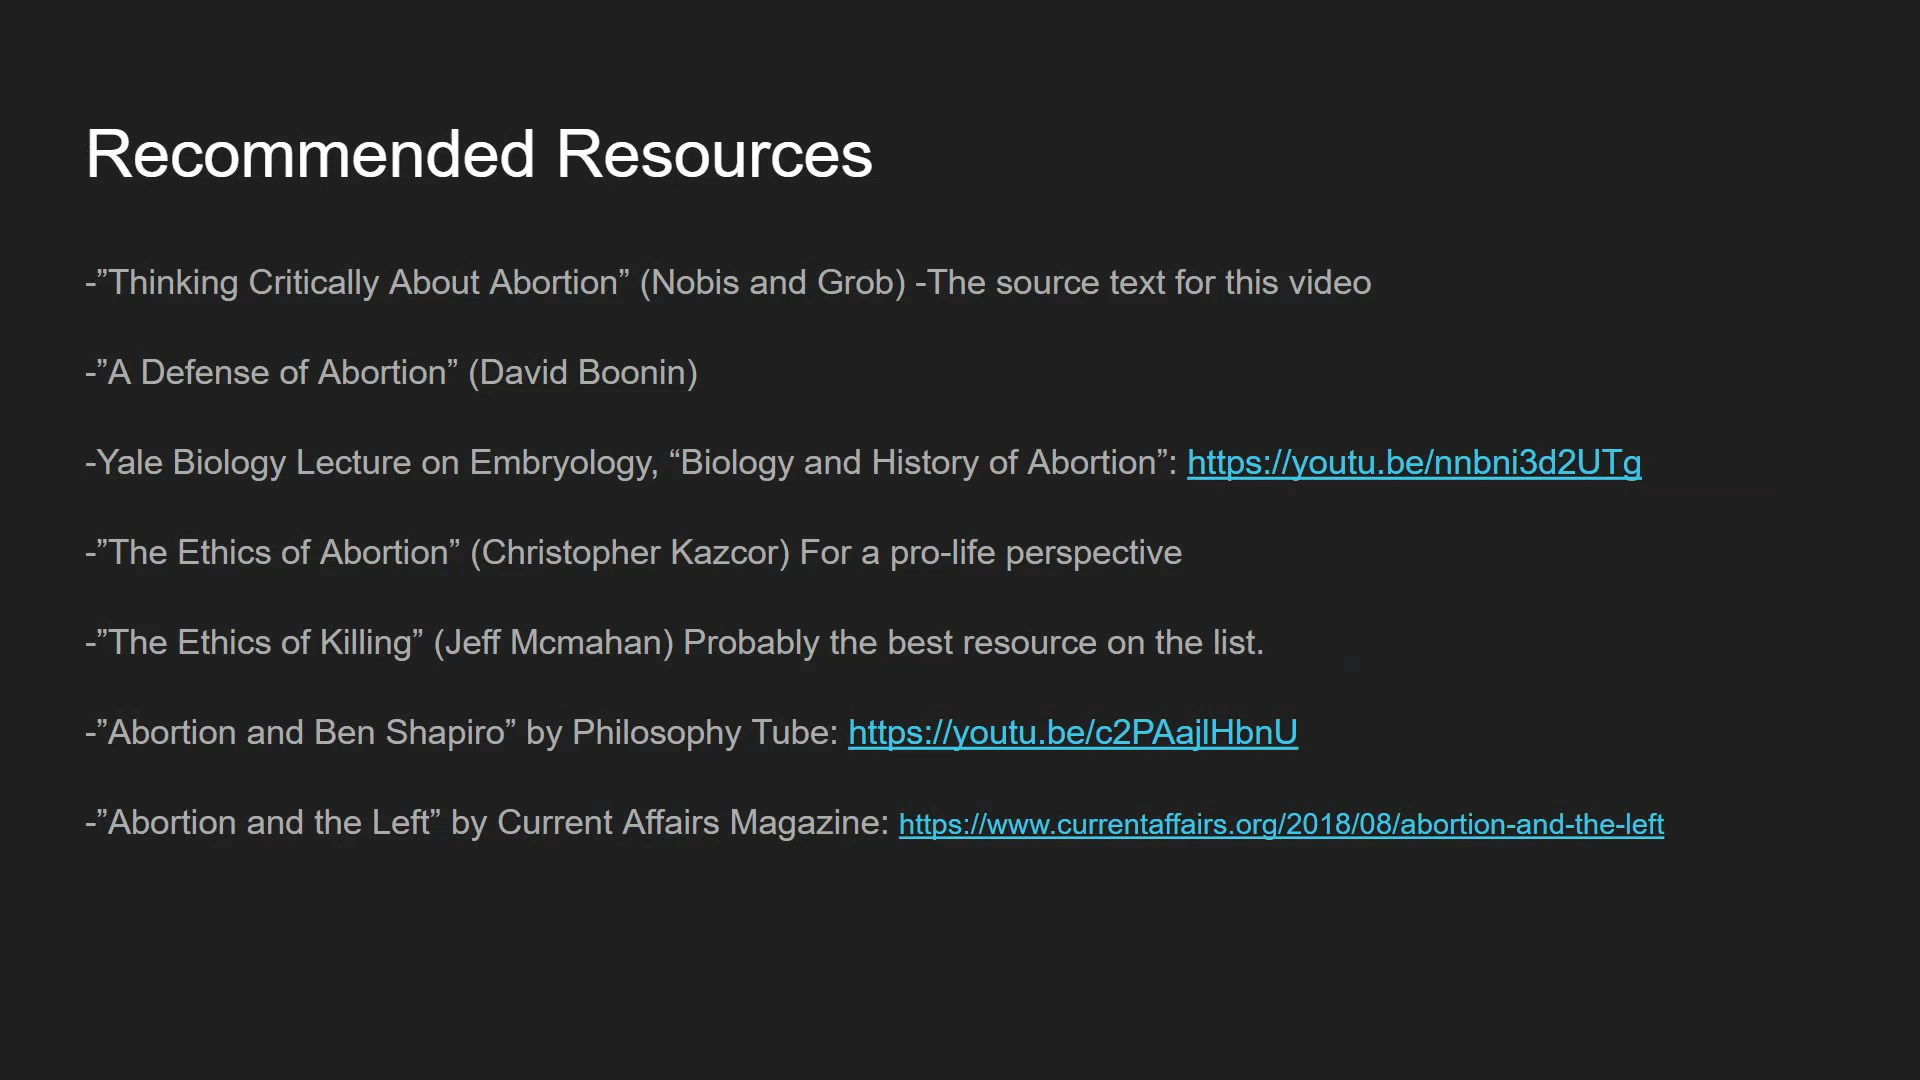 Recommended Resources
-”Thinking Critically About Abortion” (Nobis and Grob) -The source text for this video
-”A Defense of Abortion” (David Boonin)
-Yale Biology Lecture on Embryology, “Biology and History of Abortion”: https://youtu.be/nnbni3d2UTg
-”The Ethics of Abortion” (Christopher Kazcor) For a pro-life perspective
-”The Ethics of Killing” (Jeff Mcmahan) Probably the best resource on the list.
-”Abortion and Ben Shapiro” by Philosophy Tube: https://youtu.be/c2PAajlHbnU
-”Abortion and the Left” by Current Affairs Magazine: https://www.currentaffairs.org/2018/08/abortion-and-the-left